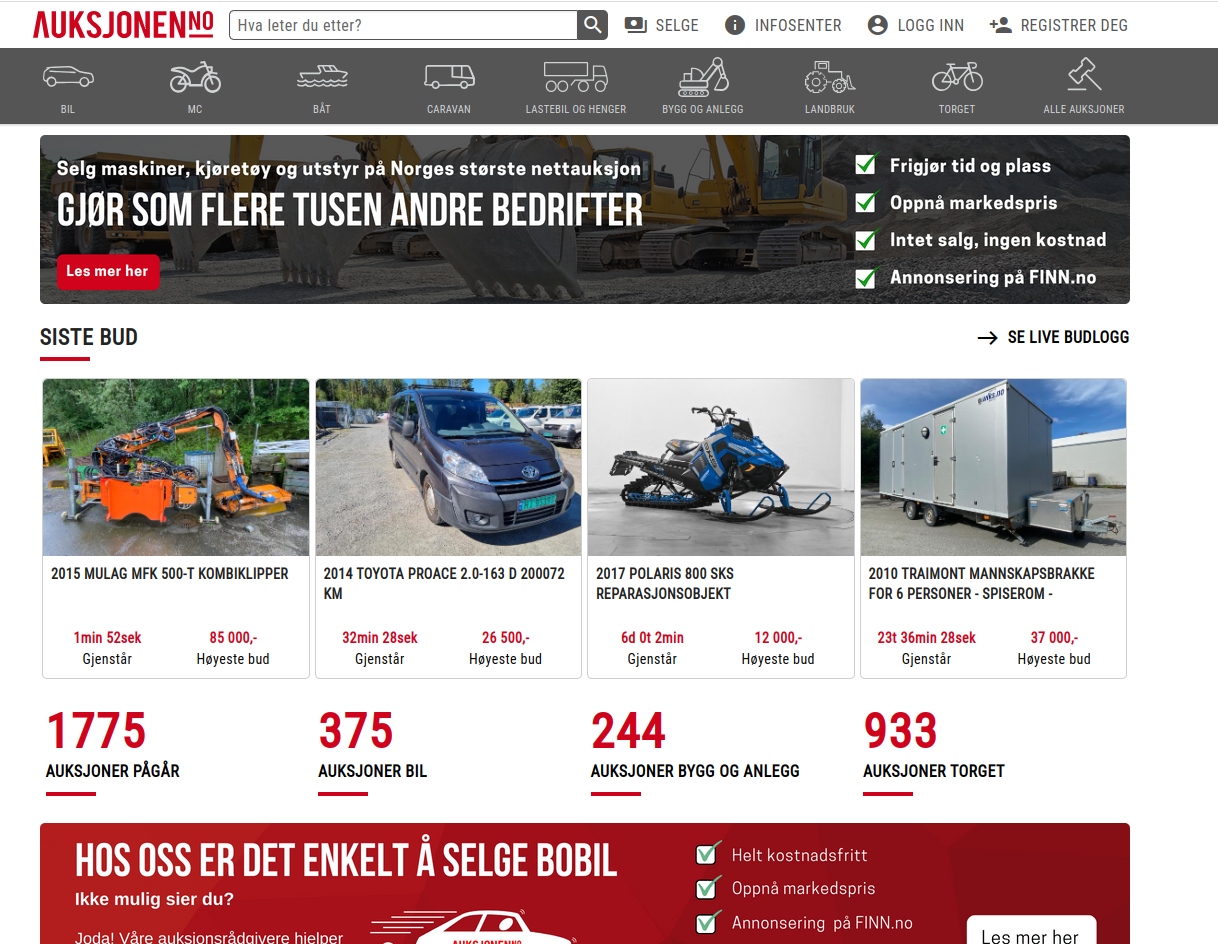 AUKSJONEN NO
Hva leter du etter?
SELGE
INFOSENTER
LOGG INN
REGISTRER DEG
BIL
MC
BÅT
CARAVAN
LASTEBIL OG HENGER
BYGG OG ANLEGG
LANDBRUK
TORGET
ALLE AUKSJONER
Selg maskiner, kjøretøy og utstyr på Norges største nettauksjon
GJØR SOM FLERE TUSEN ANDRE BEDRIFTER
Les mer her
Frigjør tid og plass
Oppnå markedspris
Intet salg, ingen kostnad
Annonsering på FINN.no
SISTE BUD
SE LIVE BUDLOGG
2015 MULAG MFK 500-T KOMBIKLIPPER
1min 52sek
Gjenstår
85 000,-
Høyeste bud
2014 TOYOTA PROACE 2.0-163 D 200072
KM
32min 28sek
Gjenstår
26 500,-
Høyeste bud
2017 POLARIS 800 SKS
REPARASJONSOBJEKT
6d 0t 2min
Gjenstår
12 000,-
Høyeste bud
2010 TRAIMONT MANNSKAPSBRAKKE
FOR 6 PERSONER - SPISEROM -
23t 36min 28sek
Gjenstår
37 000,-
Høyeste bud
1775
AUKSJONER PÅGÅR
375
AUKSJONER BIL
244
AUKSJONER BYGG OG ANLEGG
933
AUKSJONER TORGET
HOS OSS ER DET ENKELT Å SELGE BOBIL
Ikke mulig sier du?
Joda! Våre auksjonsrådgivere hjelper
AUKSJONEN NO
Helt kostnadsfritt
Oppnå markedspris
Annonsering på FINN.no
Les mer her